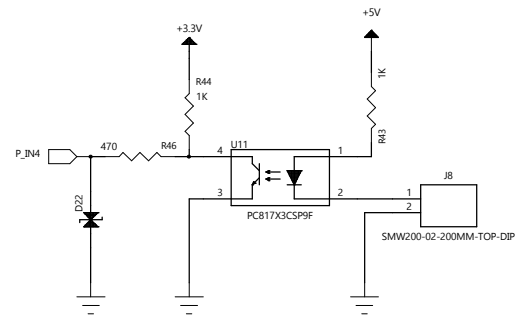 +3.3V
+5V
R44
1K
1K
R43
P_IN4
470
R46
U11
4
1
3
2
PC817X3CSP9F
D22
J8
1
2
SMW200-02-200MM-TOP-DIP